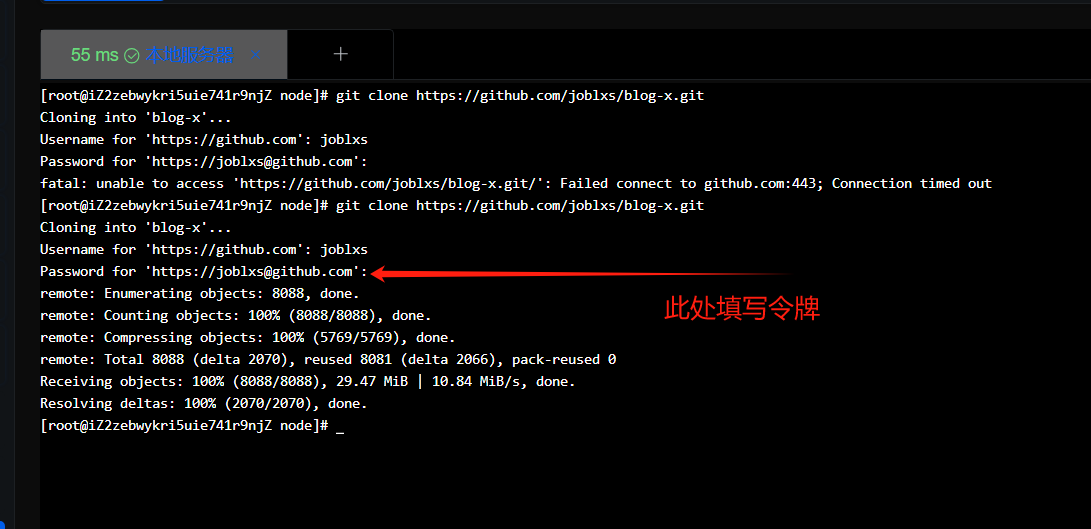 55 ms 本地服务器
[root@iZ2zebwykri5uie741r9njZ node]# git clone https://github.com/joblxs/blog-x.git
Cloning into 'blog-x'...
Username for 'https://github.com': joblxs
Password for 'https://joblxs@github.com':
fatal: unable to access 'https://github.com/joblxs/blog-x.git/': Failed connect to github.com:443; Connection timed out
[root@iZ2zebwykri5uie741r9njZ node]# git clone https://github.com/joblxs/blog-x.git
Cloning into 'blog-x'...
Username for 'https://github.com': joblxs
Password for 'https://joblxs@github.com':
此处填写令牌
remote: Enumerating objects: 8088, done.
remote: Counting objects: 100% (8088/8088), done.
remote: Compressing objects: 100% (5769/5769), done.
remote: Total 8088 (delta 2070), reused 8081 (delta 2066), pack-reused 0
Receiving objects: 100% (8088/8088), 29.47 MiB | 10.84 MiB/s, done.
Resolving deltas: 100% (2070/2070), done.
[root@iZ2zebwykri5uie741r9njZ node]# _